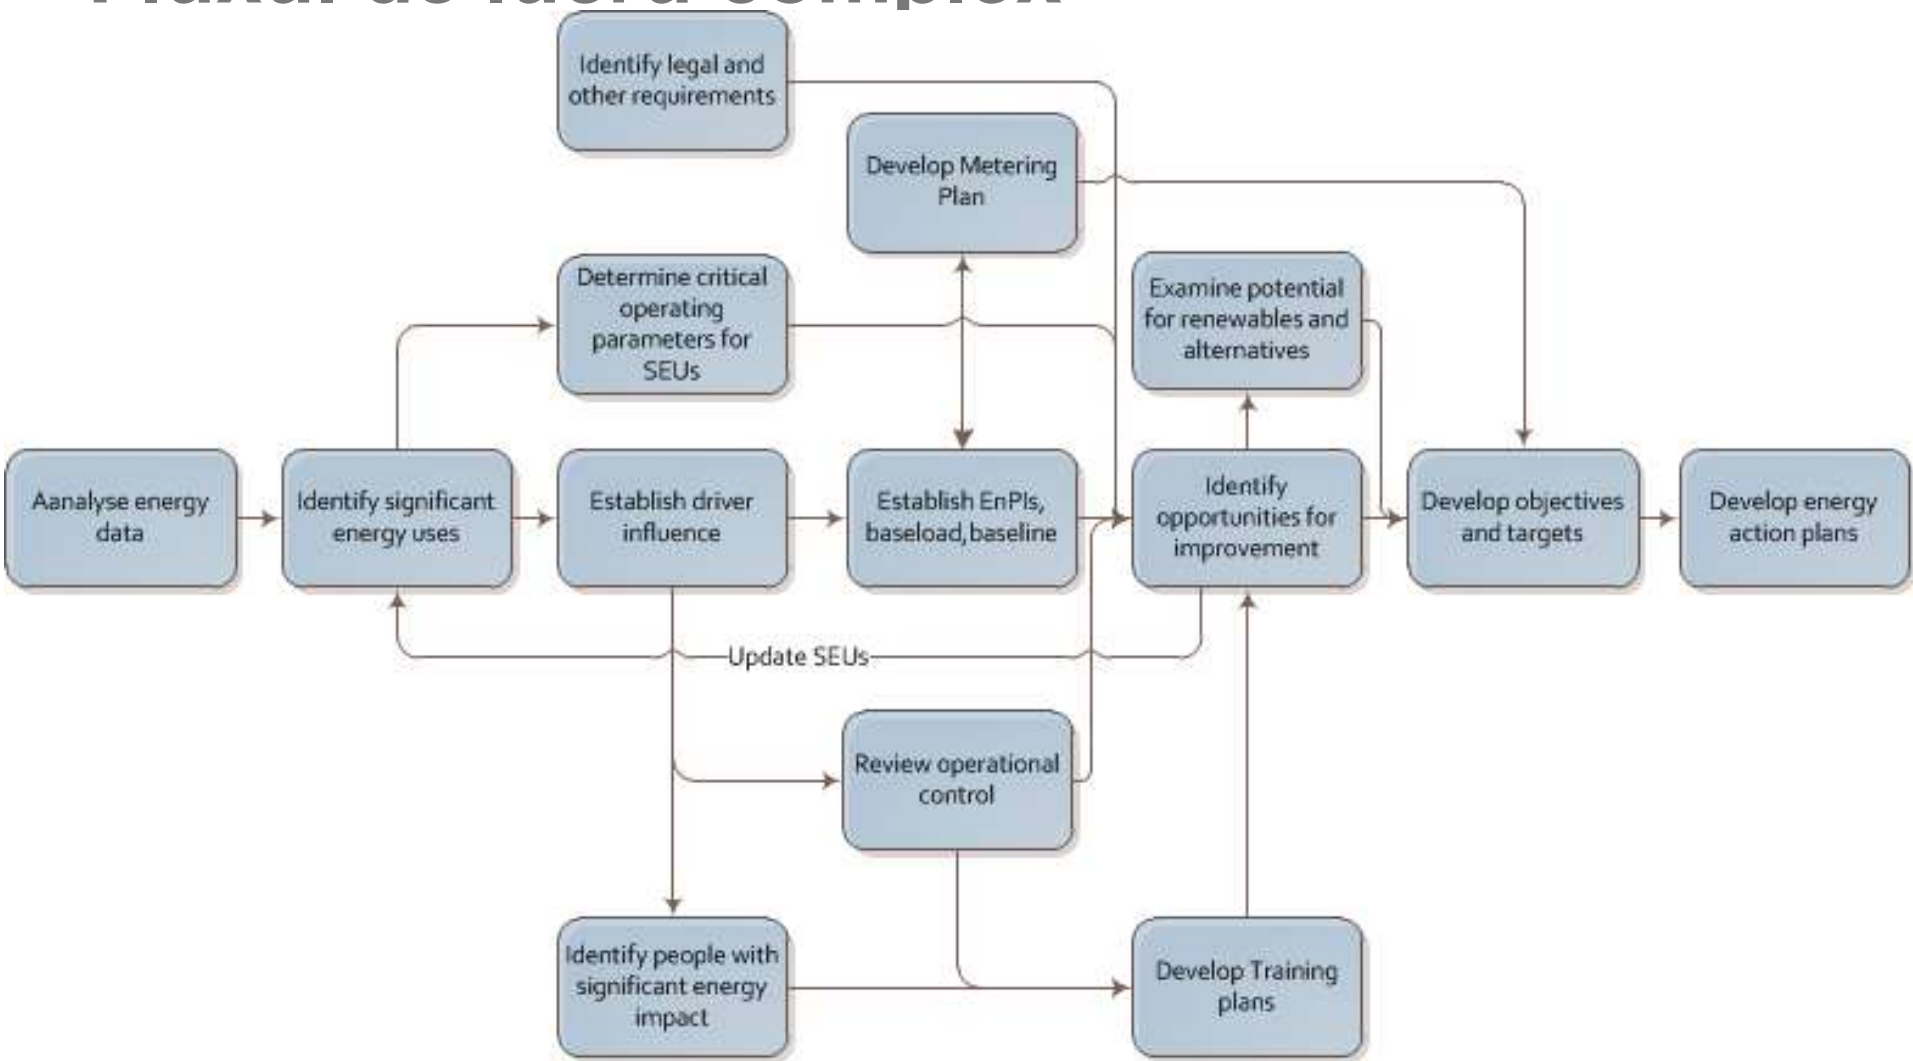 Identify legal and
other requirements
Develop Metering
Plan
Determine critical
operating
parameters for
SEUs
Examine potential
for renewables and
alternatives
Aanalyse energy
data
Identify significant
energy uses
Establish driver
influence
Establish EnPIs,
baseload, baseline
Identify
opportunities for
improvement
Develop objectives
and targets
Develop energy
action plans
Update SEUs
Review operational
control
Identify people with
significant energy
impact
Develop Training
plans